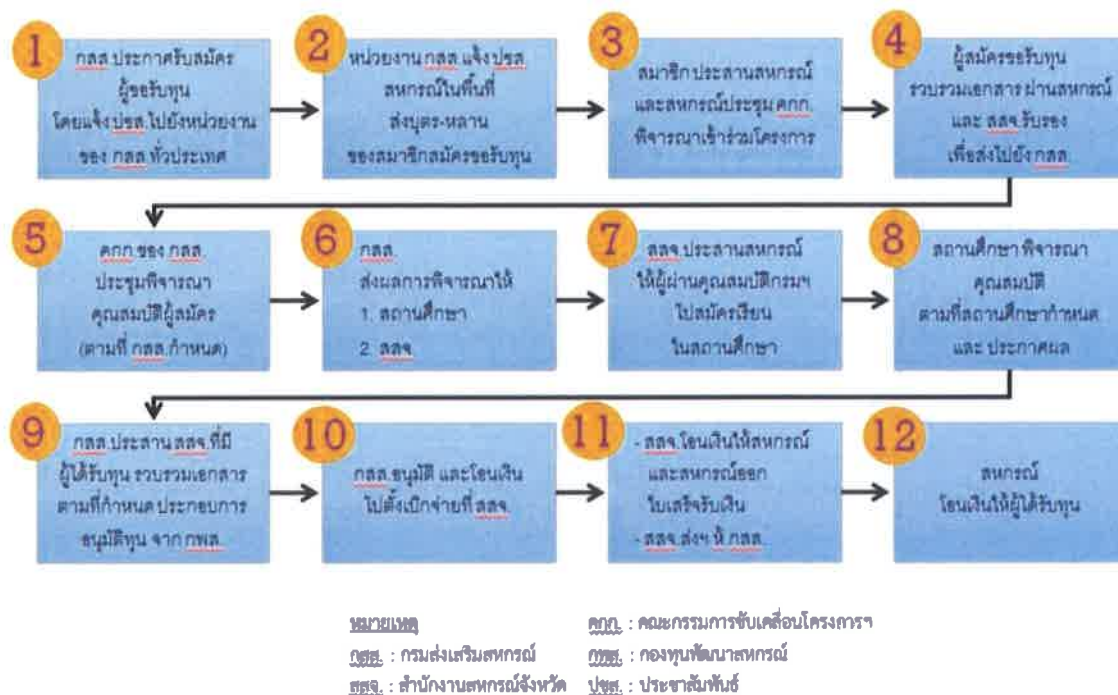 1
กสส.ประกาศรับสมัคร
ผู้ขอรับทุน
โดยแจ้ง ปชส.ไปยังหน่วยงาน
ของ กสส.ทั่วประเทศ
2
หน่วยงาน กสส.แจ้ง ปชส.
สหกรณ์ในพื้นที่
ส่งบุตร-หลาน
ของสมาชิกสมัครขอรับทุน
3
สมาชิก ประสานสหกรณ์
และสหกรณ์ประชุม คกก.
พิจารณาเข้าร่วมโครงการ
4
ผู้สมัครขอรับทุน
รวบรวมเอกสาร ผ่านสหกรณ์
และ สสจ.รับรอง
เพื่อส่งไปยัง กสส.
5
คกก.ของ กสส.
ประชุมพิจารณา
คุณสมบัติผู้สมัคร
(ตามที่ กสส.กำหนด)
6
กสส.
ส่งผลการพิจารณาให้
1. สถานศึกษา
2. สสจ.
7
สสจ.ประสานสหกรณ์
ให้ผู้ผ่านคุณสมบัติกรมฯ
ไปสมัครเรียน
ในสถานศึกษา
8
สถานศึกษา พิจารณา
คุณสมบัติ
ตามที่สถานศึกษากำหนด
และ ประกาศผล
9
กสส.ประสาน สสจ.ที่มี
ผู้ได้รับทุน รวบรวมเอกสาร
ตามที่กำหนด ประกอบการ
อนุมัติทุน จาก กพส.
10
กสส.อนุมัติ และโอนเงิน
ไปตั้งเบิกจ่ายที่ สสจ.
11
- สสจ.โอนเงินให้สหกรณ์
และสหกรณ์ออก
ใบเสร็จรับเงิน
- สสจ.ส่งฯ ให้ กสส.
12
สหกรณ์
โอนเงินให้ผู้ได้รับทุน
หมายเหตุ
คกก. : คณะกรรมการขับเคลื่อนโครงการฯ
กสส. : กรมส่งเสริมสหกรณ์
กพส. : กองทุนพัฒนาสหกรณ์
สสจ. : สำนักงานสหกรณ์จังหวัด
ปชส. : ประชาสัมพันธ์